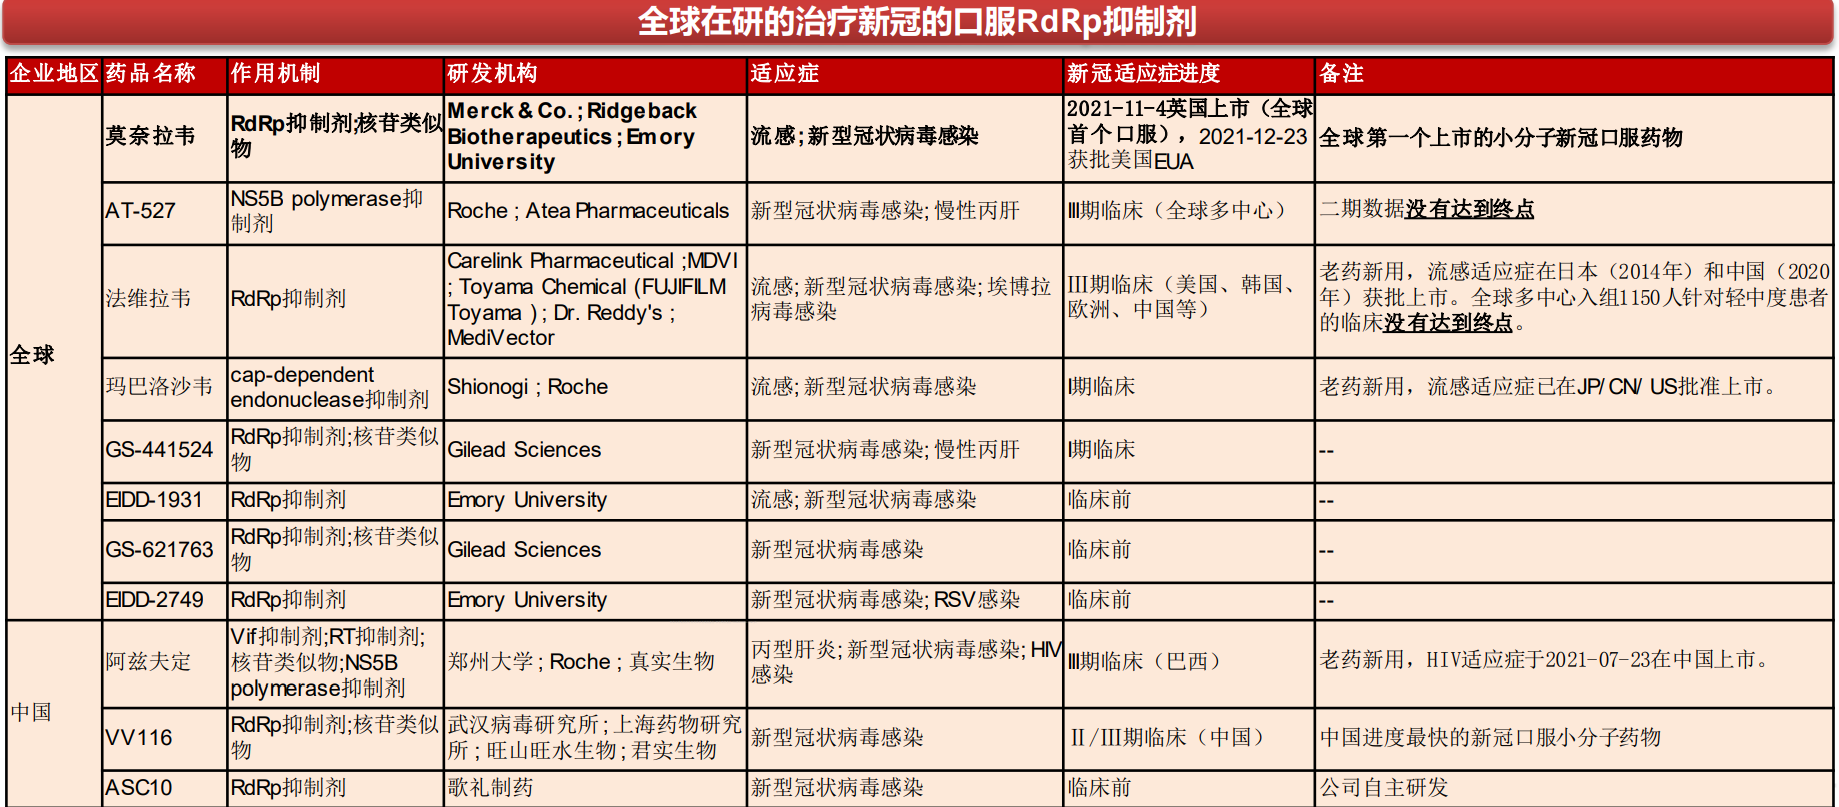 全球在研的治疗新冠的口服RdRp抑制剂
企业地区 药品名称 作用机制 研发机构 适应症 新冠适应症进度 备注
全球
莫奈拉韦
RdRp抑制剂;核苷类似
物
Merck & Co. ; Ridgeback
Biotherapeutics ; Emory
University
流感; 新型冠状病毒感染
2021-11-4英国上市（全球
首个口服），2021-12-23
获批美国EUA
全球第一个上市的小分子新冠口服药物
AT-527
NS5B polymerase抑
制剂
Roche ; Atea Pharmaceuticals
新型冠状病毒感染; 慢性丙肝
Ⅲ期临床（全球多中心）
二期数据没有达到终点
法维拉韦
RdRp抑制剂
Carelink Pharmaceutical ;MDVI
; Toyama Chemical (FUJIFILM
Toyama ) ; Dr. Reddy's ;
MediVector
流感; 新型冠状病毒感染; 埃博拉
病毒感染
Ⅲ期临床（美国、韩国、
欧洲、中国等）
老药新用，流感适应症在日本（2014年）和中国（2020
年）获批上市。全球多中心入组1150人针对轻中度患者
的临床没有达到终点。
玛巴洛沙韦
cap-dependent
endonuclease抑制剂
Shionogi ; Roche
流感; 新型冠状病毒感染
I期临床
老药新用，流感适应症已在JP/ CN/ US批准上市。
GS-441524
RdRp抑制剂;核苷类似
物
Gilead Sciences
新型冠状病毒感染; 慢性丙肝
I期临床
--
EIDD-1931
RdRp抑制剂
Emory University
流感; 新型冠状病毒感染
临床前
--
GS-621763
RdRp抑制剂;核苷类似
物
Gilead Sciences
新型冠状病毒感染
临床前
--
EIDD-2749
RdRp抑制剂
Emory University
新型冠状病毒感染; RSV感染
临床前
--
中国
阿兹夫定
Vif抑制剂;RT抑制剂;
核苷类似物;NS5B
polymerase抑制剂
郑州大学 ; Roche ; 真实生物
丙型肝炎; 新型冠状病毒感染; HIV
感染
Ⅲ期临床（巴西）
老药新用，HIV适应症于2021-07-23在中国上市。
VV116
RdRp抑制剂;核苷类似
物
武汉病毒研究所 ; 上海药物研究
所 ; 旺山旺水生物 ; 君实生物
新型冠状病毒感染
Ⅱ/Ⅲ期临床（中国）
中国进度最快的新冠口服小分子药物
ASC10
RdRp抑制剂
歌礼制药
新型冠状病毒感染
临床前
公司自主研发